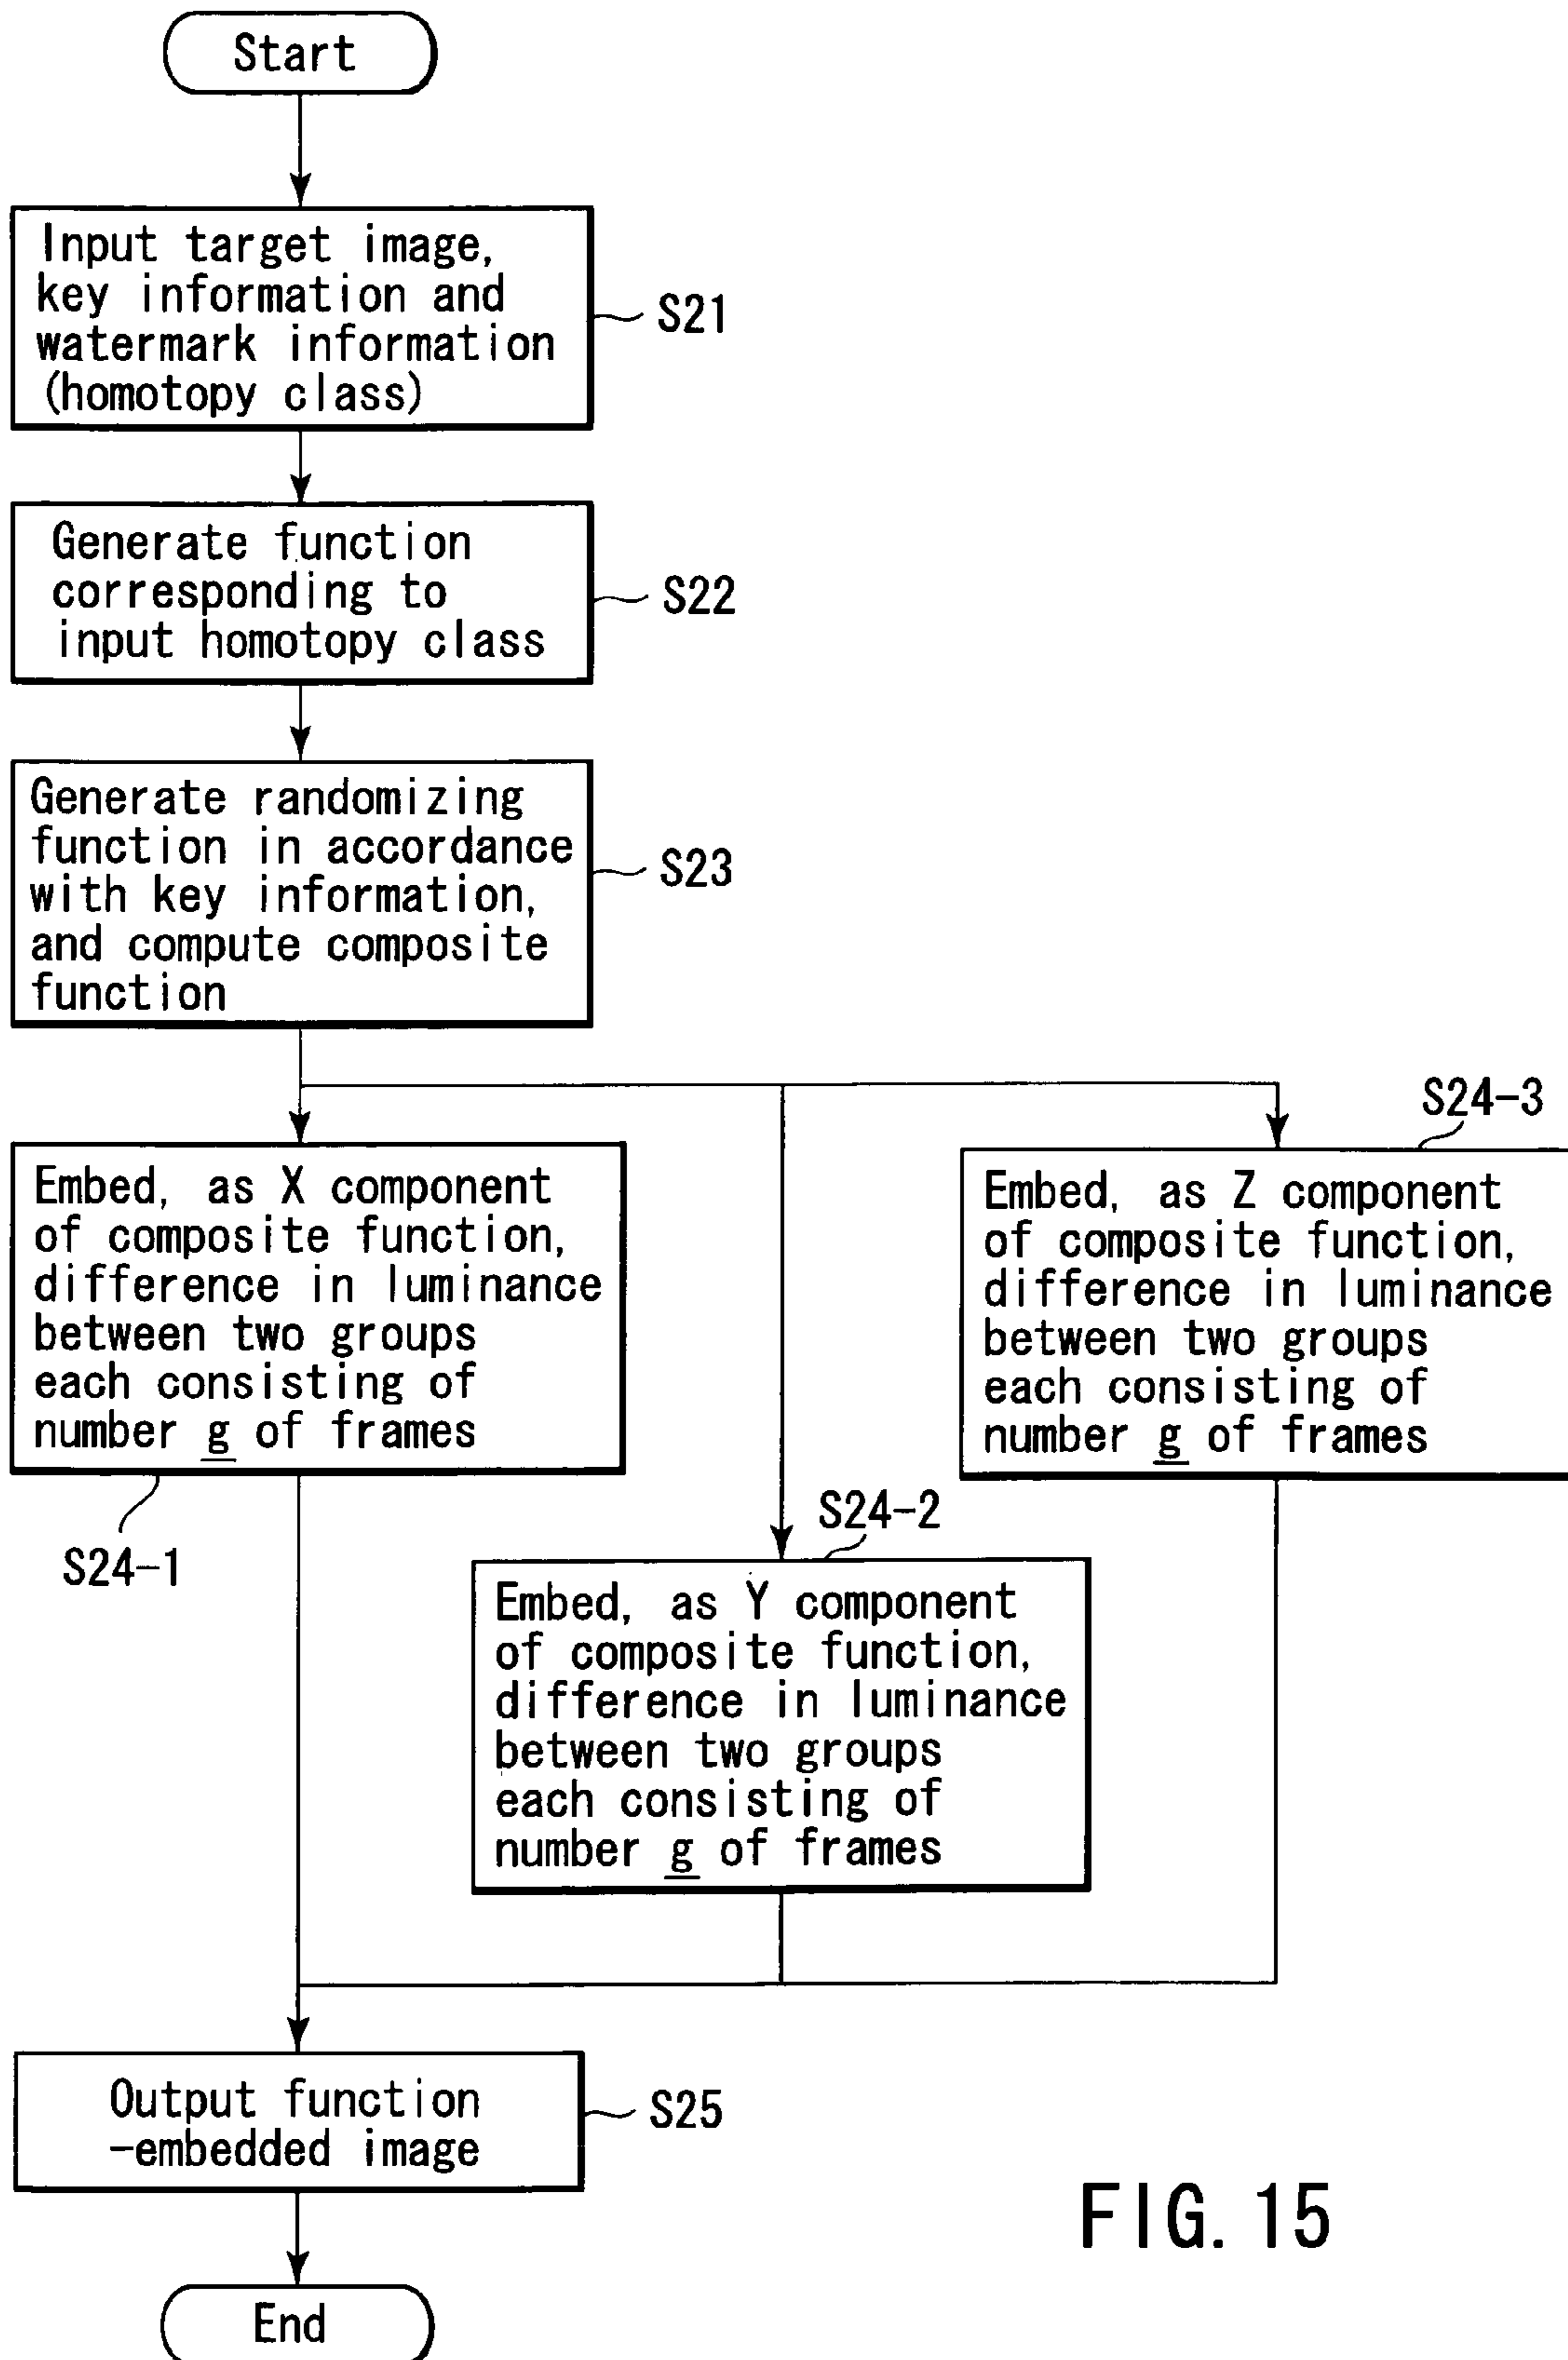 Start
Input target image,
key information and
watermark information
(homotopy class)
S21
Generate function
corresponding to
input homotopy class
S22
Generate randomizing
function in accordance
with key information,
and compute composite
function
S23
S24-3
Embed, as X component
of composite function,
difference in luminance
between two groups
each consisting of
number g of frames
S24-1
Embed, as Z component
of composite function,
difference in luminance
between two groups
each consisting of
number g of frames
S24-2
Embed, as Y component
of composite function,
difference in luminance
between two groups
each consisting of
number g of frames
Output function
-embedded image
S25
End
FIG. 15